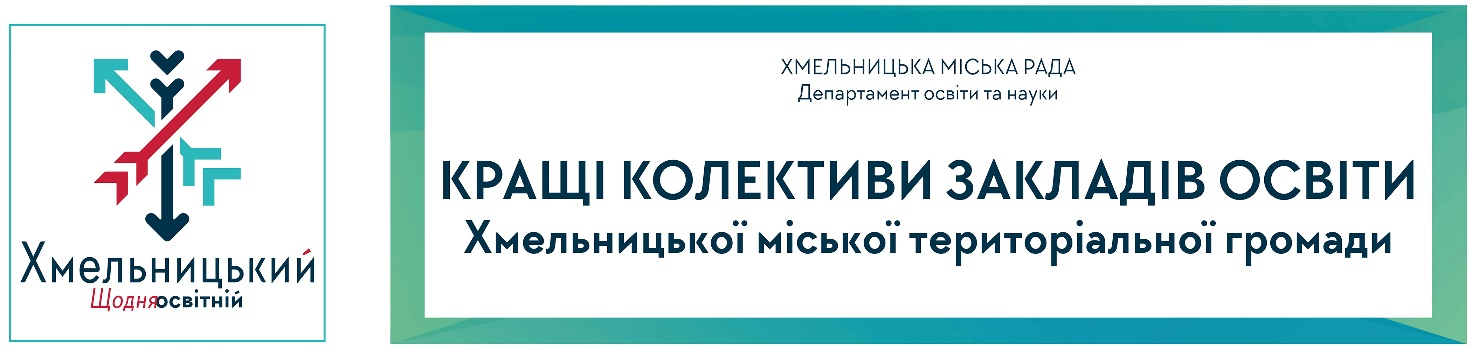 Хмельницький
Щодняосвітній
ХМЕЛЬНИЦЬКА МІСЬКА РАДА
Департамент освіти та науки
КРАЩІ КОЛЕКТИВИ ЗАКЛАДІВ ОСВІТИ
Хмельницької міської територіальної громади